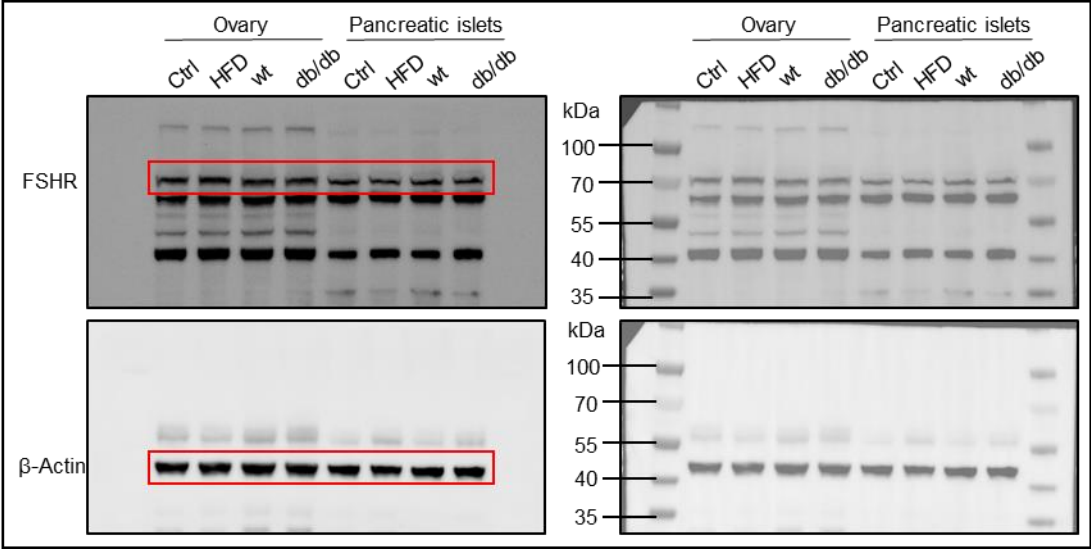 Ovary Pancreatic islets Ovary Pancreatic islets
Ctrl HFD wt db/db Ctrl HFD wt db/db Ctrl HFD wt db/db Ctrl HFD wt db/db
FSHR
kDa
100
70
55
40
35
β-Actin
kDa
100
70
55
40
35